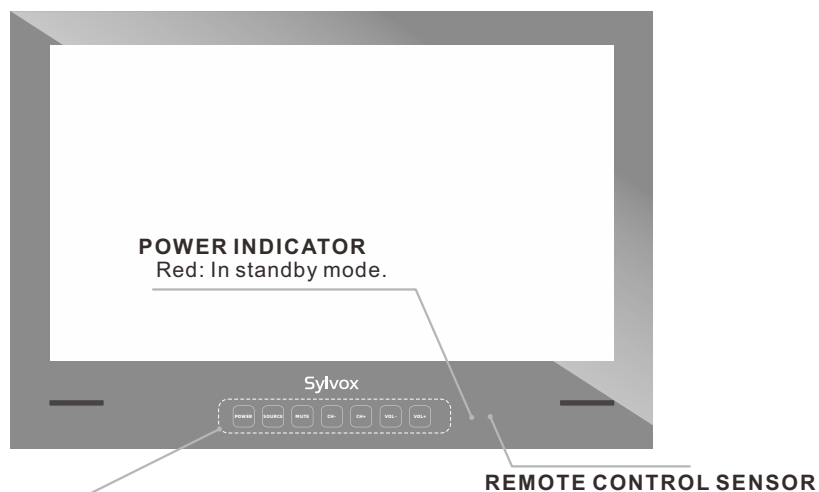 POWER INDICATOR
Red: In standby mode.
Sylvox
POWER SOURCE MUTE CH- CH+ VOL- VOL+
REMOTE CONTROL SENSOR